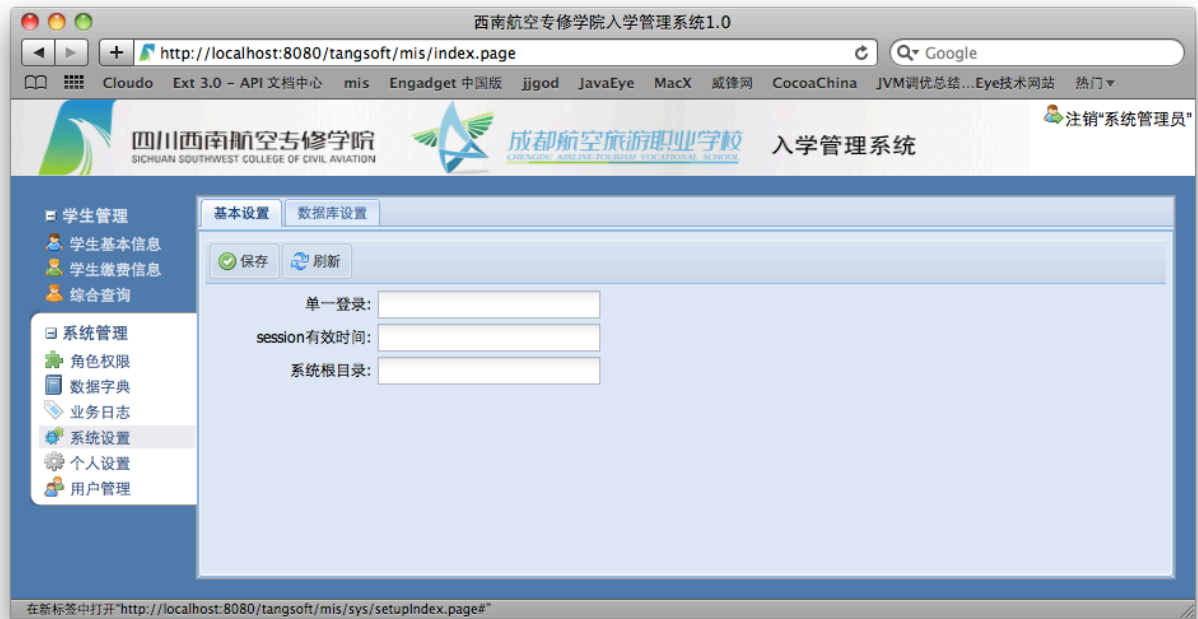 西南航空专修学院入学管理系统1.0
http://localhost:8080/tangsoft/mis/index.page
Google
Cloudo Ext 3.0 – API 文档中心 mis Engadget 中国版 jjgod JavaEye MacX 威锋网 CocoaChina JVM调优总结...Eye技术网站 热门
四川西南航空专修学院
SICHUAN SOUTHWEST COLLEGE OF CIVIL AVIATION
成都航空旅游职业学校
CHENGDU AIRLINE-TOURISM VOCATIONAL SCHOOL
入学管理系统
注销“系统管理员”
学生管理
学生基本信息
学生缴费信息
综合查询
系统管理
角色权限
数据字典
业务日志
系统设置
个人设置
用户管理
基本设置 数据库设置
保存 刷新
单一登录:
session有效时间:
系统根目录:
在新标签中打开“http://localhost:8080/tangsoft/mis/sys/setupIndex.page#”